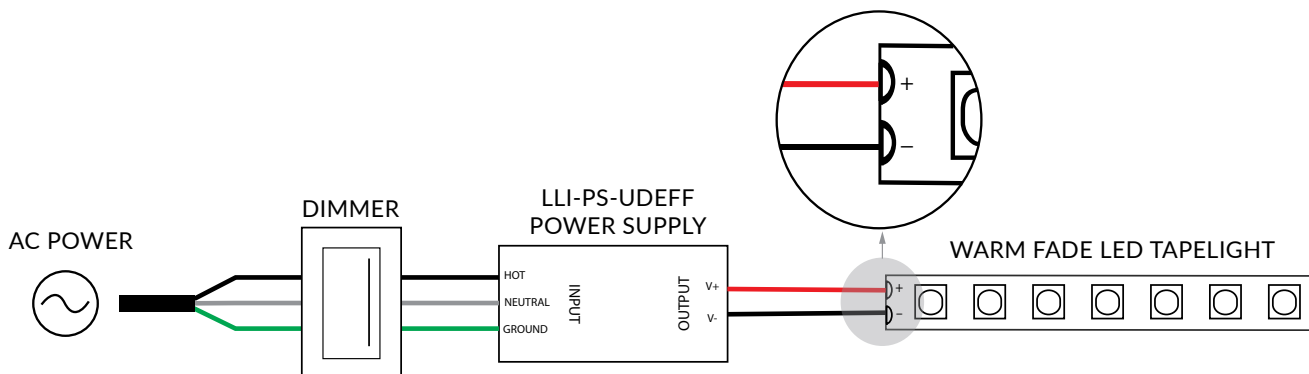 LLI-PS-UDEFF
POWER SUPPLY
DIMMER
AC POWER
WARM FADE LED TAPELIGHT
HOT
NEUTRAL
GROUND
INPUT
OUTPUT
V+
V-
+
–
+
–